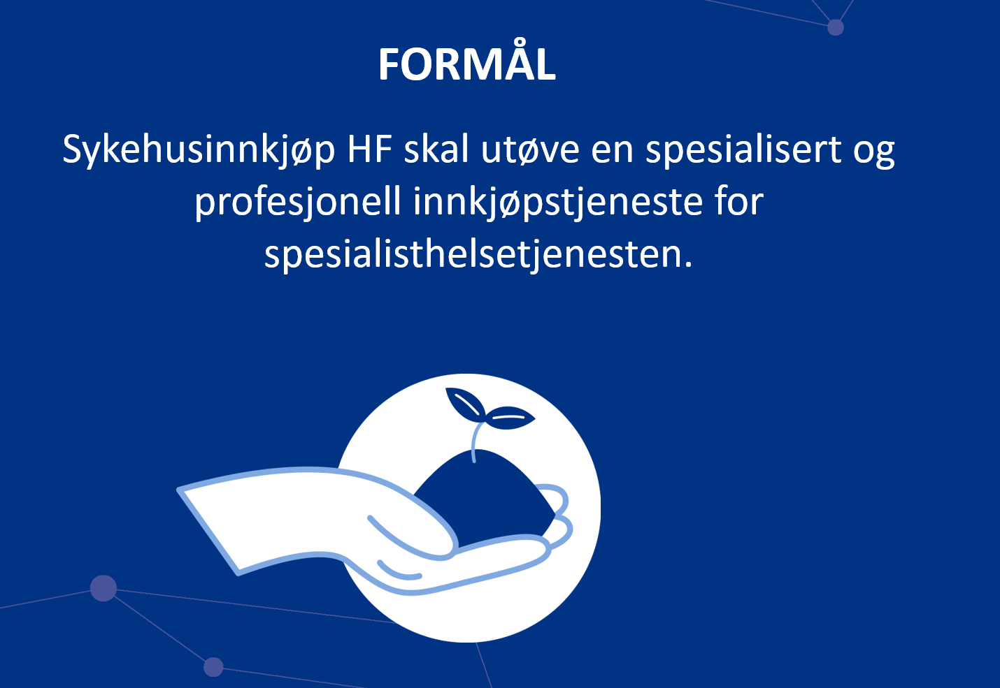 FORMÅL
Sykehusinnkjøp HF skal utøve en spesialisert og
profesjonell innkjøpstjeneste for
spesialisthelsetjenesten.